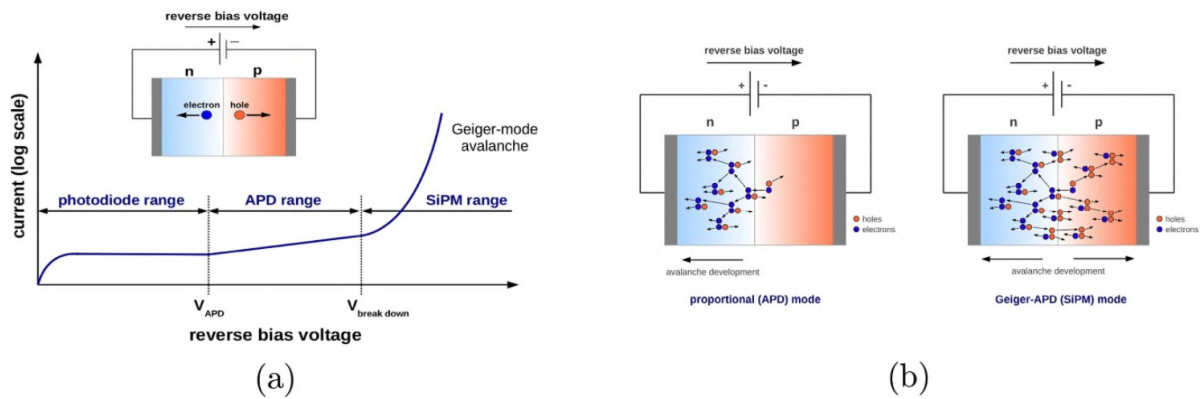 reverse bias voltage
+ −
n p
electron hole
current (log scale)
Geiger-mode
avalanche
photodiode range APD range SiPM range
V APD V break down
reverse bias voltage
(a)
reverse bias voltage
+ -
n p
holes
electrons
avalanche development
proportional (APD) mode
reverse bias voltage
+ -
n p
holes
electrons
avalanche development
Geiger-APD (SiPM) mode
(b)